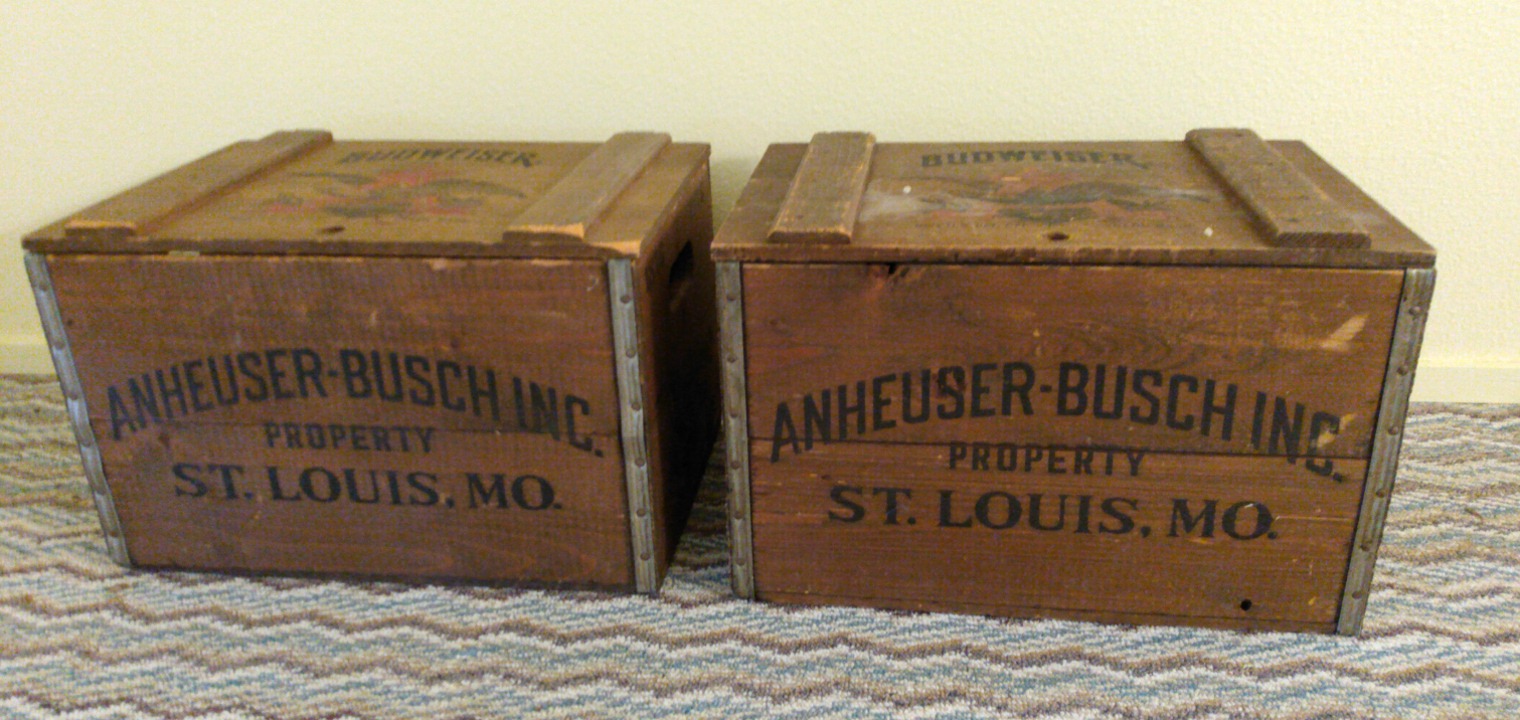 BUDWEISER
ANHEUSER-BUSCH INC.
PROPERTY
ST. LOUIS, MO.
BUDWEISER
ANHEUSER-BUSCH INC.
PROPERTY
ST. LOUIS, MO.